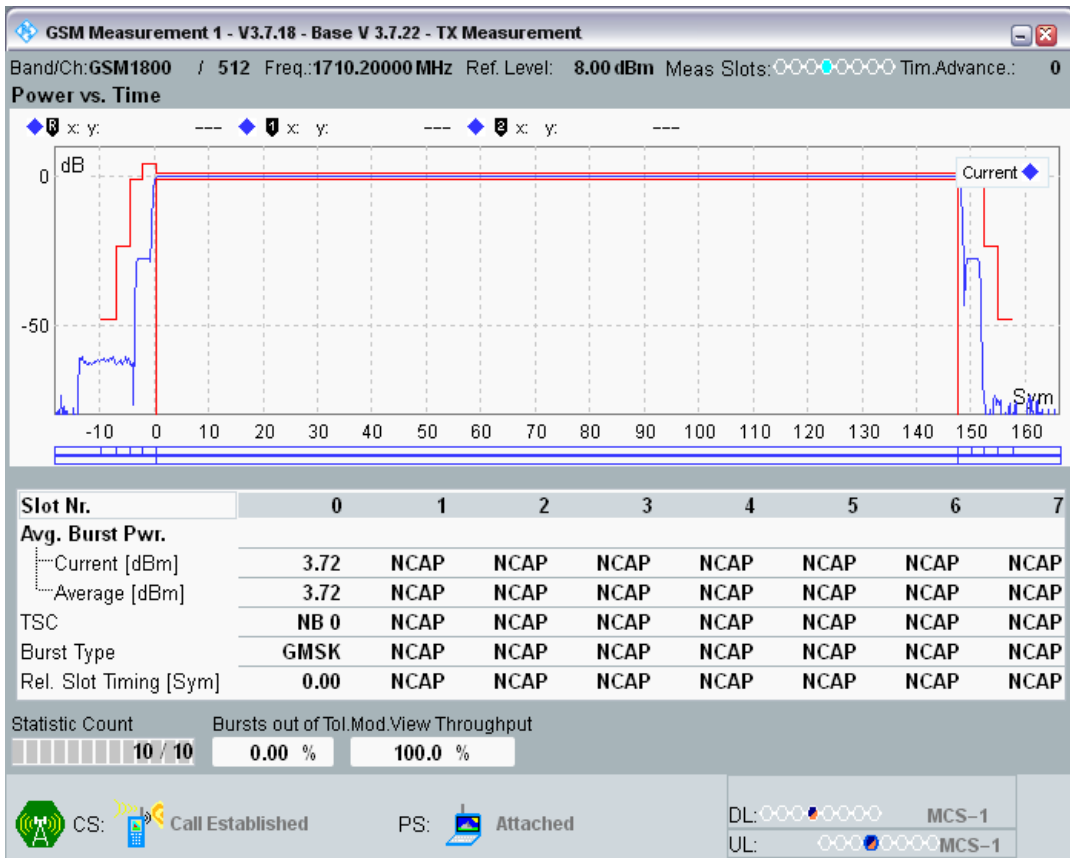 GSM Measurement 1 - V3.7.18 - Base V 3.7.22 - TX Measurement
Band/Ch:GSM1800 / 512 Freq.:1710.20000 MHz Ref. Level: 8.00 dBm Meas Slots: Tim.Advance.: 0
Power vs. Time
R x: y: --- 1 x: y: --- 2 x: y: ---
dB
Current
0
-50
Sym
-10 0 10 20 30 40 50 60 70 80 90 100 110 120 130 140 150 160
Slot Nr. 0 1 2 3 4 5 6 7
Avg. Burst Pwr.
Current [dBm] 3.72 NCAP NCAP NCAP NCAP NCAP NCAP NCAP
Average [dBm] 3.72 NCAP NCAP NCAP NCAP NCAP NCAP NCAP
TSC NB 0 NCAP NCAP NCAP NCAP NCAP NCAP NCAP
Burst Type GMSK NCAP NCAP NCAP NCAP NCAP NCAP NCAP
Rel. Slot Timing [Sym] 0.00 NCAP NCAP NCAP NCAP NCAP NCAP NCAP
Statistic Count Bursts out of Tol.Mod.View Throughput
10 / 10 0.00 % 100.0 %
CS: Call Established PS: Attached
DL: MCS-1
UL: MCS-1